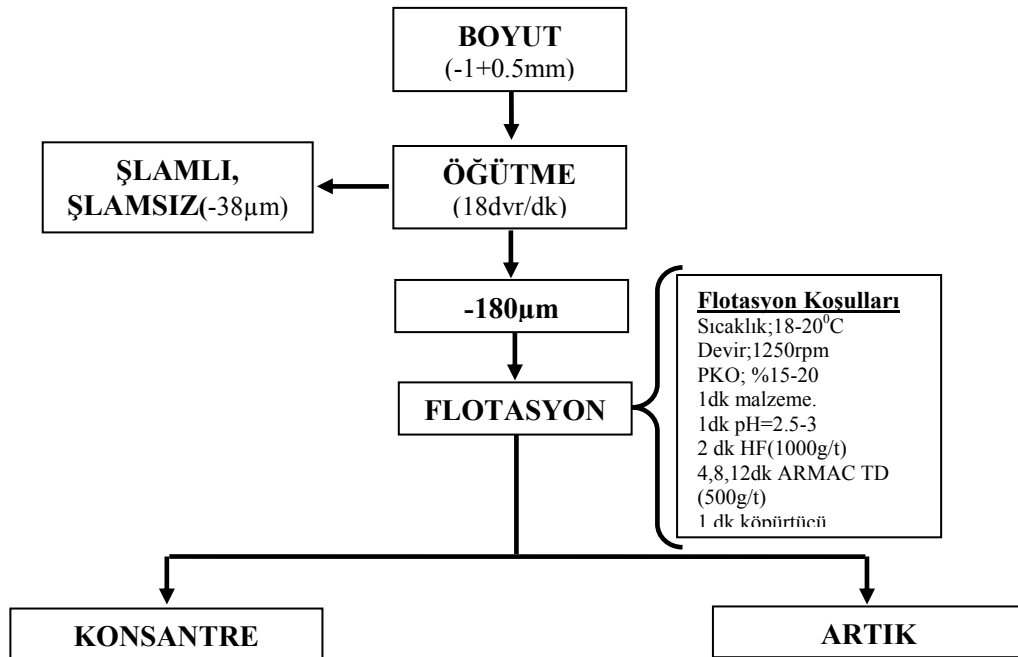 BOYUT
(-1+0.5mm)
ŞLAMLI,
ŞLAMSIZ(-38µm)
ÖĞÜTME
(18dvr/dk)
-180µm
FLOTASYON
Flotasyon Koşulları
Sıcaklık;18-20⁰C
Devir;1250rpm
PKO; %15-20
1dk malzeme.
1dk pH=2.5-3
2 dk HF(1000g/t)
4,8,12dk ARMAC TD
(500g/t)
1 dk köpürtücü
KONSANTRE
ARTIK